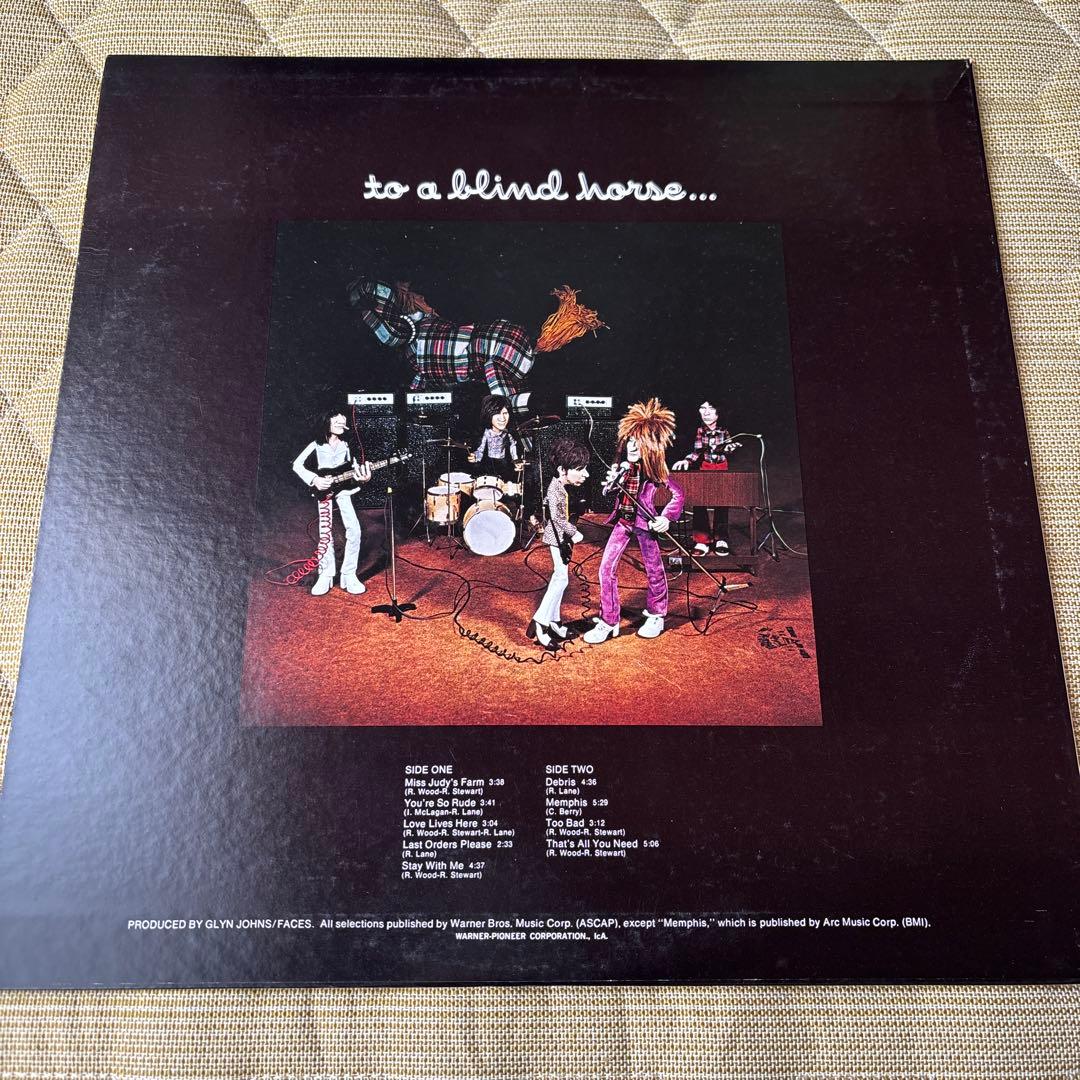 to a blind horse...
SIDE ONE
Miss Judy's Farm 3:38
(R. Wood-R. Stewart)
You're So Rude 3:41
(I. McLagan-R. Lane)
Love Lives Here 3:04
(R. Wood-R. Stewart-R. Lane)
Last Orders Please 2:33
(R. Lane)
Stay With Me 4:37
(R. Wood-R. Stewart)
SIDE TWO
Debris 4:36
(R. Lane)
Memphis 5:29
(C. Berry)
Too Bad 3:12
(R. Wood-R. Stewart)
That's All You Need 5:06
(R. Wood-R. Stewart)
PRODUCED BY GLYN JOHNS/FACES. All selections published by Warner Bros. Music Corp. (ASCAP), except "Memphis," which is published by Arc Music Corp. (BMI).
WARNER-PIONEER CORPORATION., IcA.